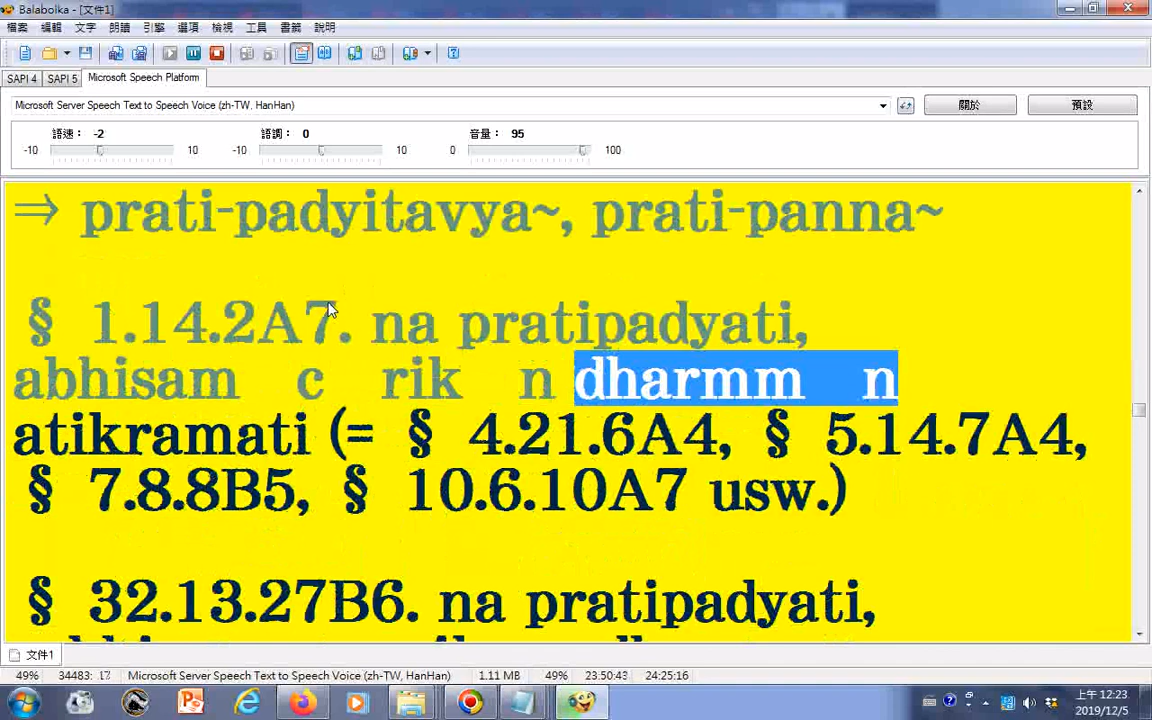 Balabolka - [文件1]
檔案 編輯 文字 朗讀 引擎 選項 檢視 工具 書籤 說明
SAPI 4 SAPI 5 Microsoft Speech Platform
Microsoft Server Speech Text to Speech Voice (zh-TW, HanHan) 關於 預設
語速： -2 語調： 0 音量： 95
-10 10 -10 10 0 100
⇒ prati-padyitavya~, prati-panna~
§ 1.14.2A7. na pratipadyati,
abhisam c rik n dharmm n
atikramati (= § 4.21.6A4, § 5.14.7A4,
§ 7.8.8B5, § 10.6.10A7 usw.)
§ 32.13.27B6. na pratipadyati,
文件1
49% 34483: 17 Microsoft Server Speech Text to Speech Voice (zh-TW, HanHan) 1.11 MB 49% 23:50:43 24:25:16
上午 12:23
2019/12/5